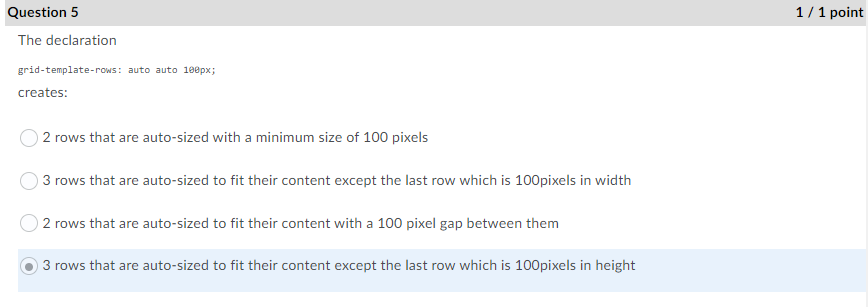 Question 5 1 / 1 point
The declaration
grid-template-rows: auto auto 100px;
creates:
2 rows that are auto-sized with a minimum size of 100 pixels
3 rows that are auto-sized to fit their content except the last row which is 100pixels in width
2 rows that are auto-sized to fit their content with a 100 pixel gap between them
3 rows that are auto-sized to fit their content except the last row which is 100pixels in height